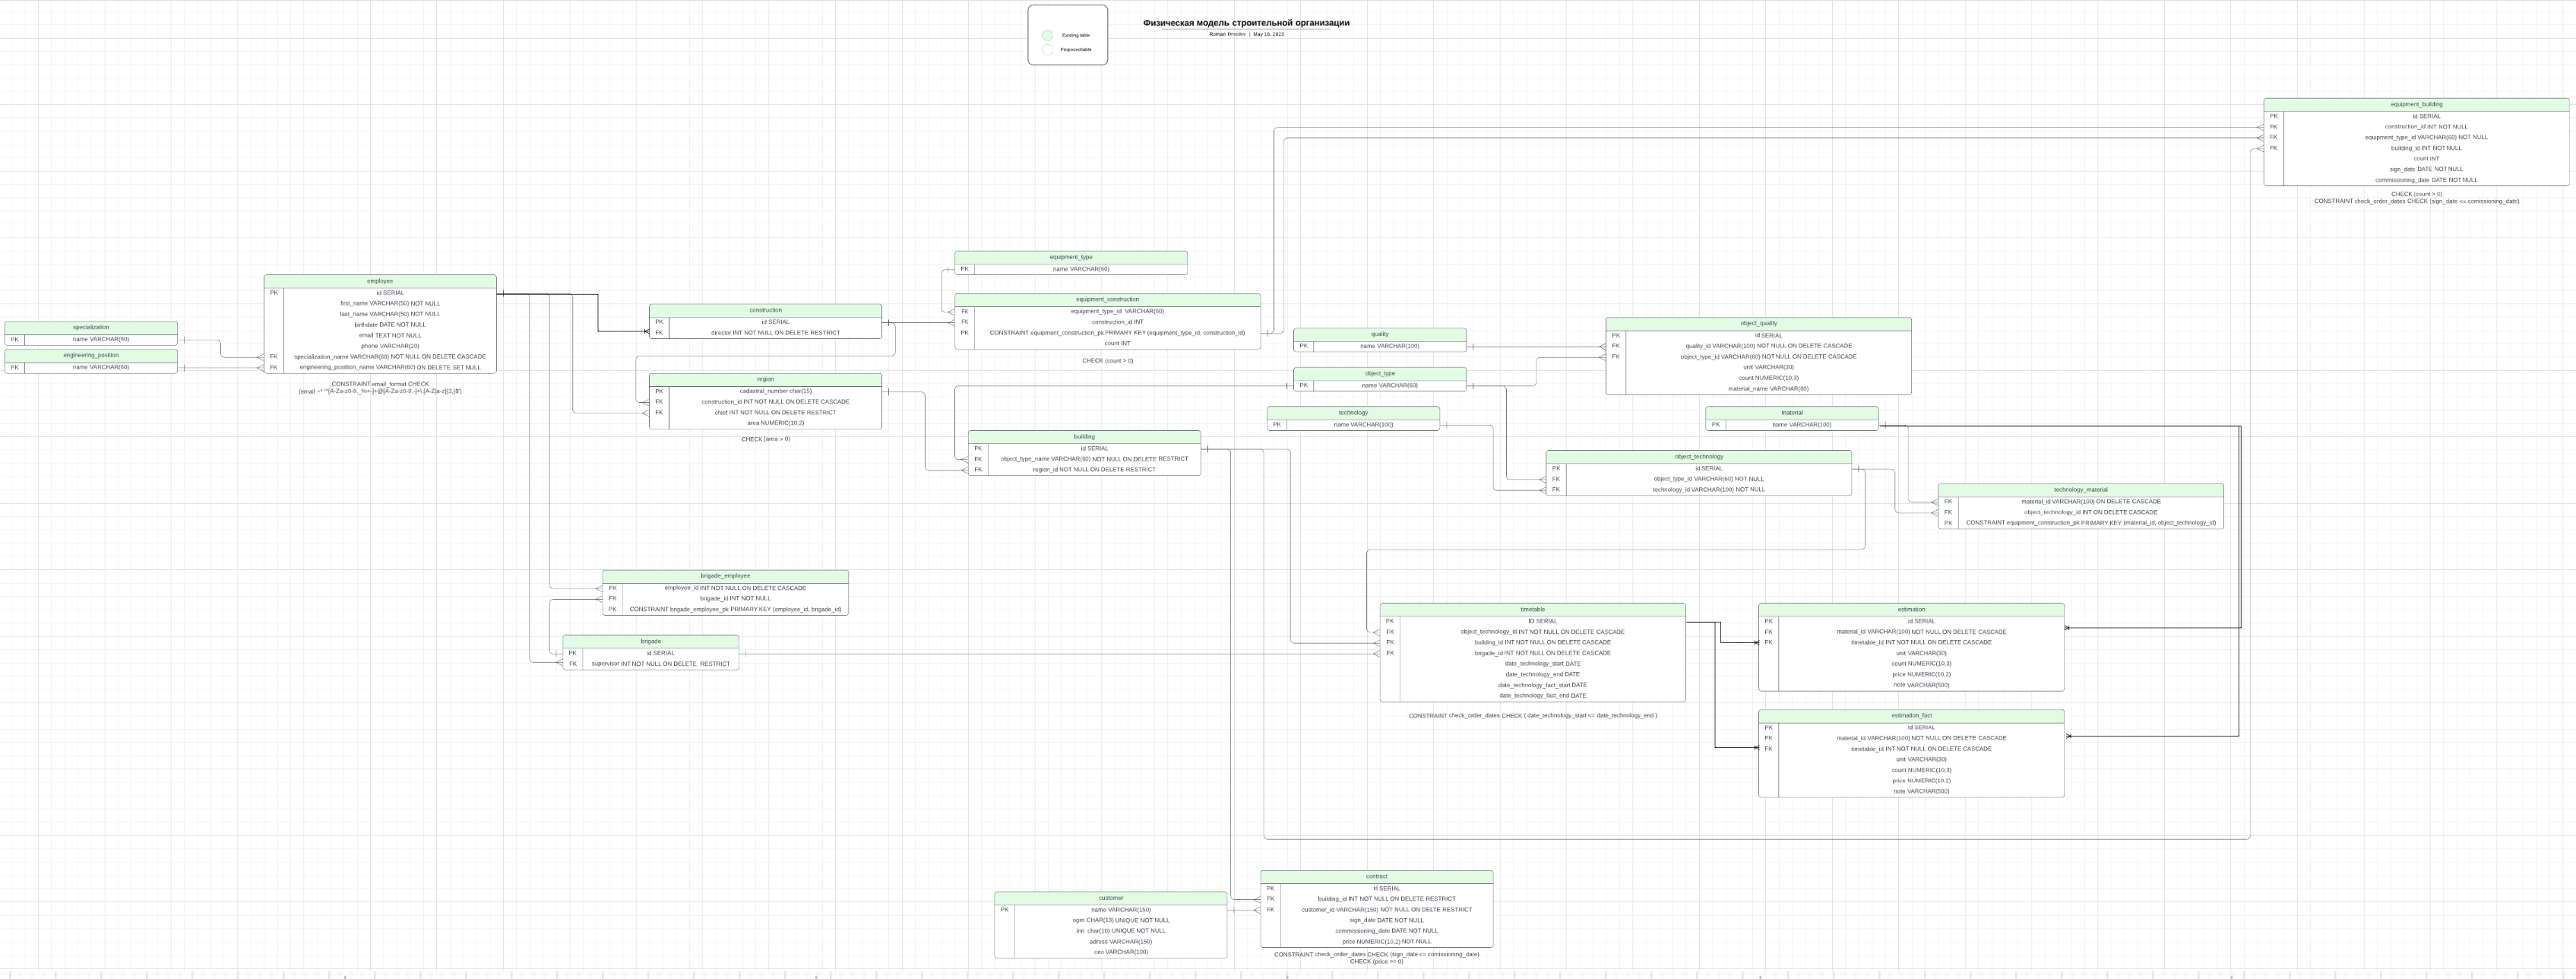 Физическая модель строительной организации
Roman Drozdov | May 16, 2023
Existing table
Proposed table
equipment_building
PK id SERIAL
FK construction_id INT NOT NULL
FK equipment_type_id VARCHAR(60) NOT NULL
FK building_id INT NOT NULL
count INT
sign_date DATE NOT NULL
commissioning_date DATE NOT NULL
CHECK (count > 0)
CONSTRAINT check_order_dates CHECK (sign_date <= comissioning_date)
specialization
PK name VARCHAR(60)
engineering_position
PK name VARCHAR(60)
employee
PK id SERIAL
first_name VARCHAR(50) NOT NULL
last_name VARCHAR(50) NOT NULL
birthdate DATE NOT NULL
email TEXT NOT NULL
phone VARCHAR(20)
FK specialization_name VARCHAR(60) NOT NULL ON DELETE CASCADE
FK engineering_position_name VARCHAR(60) ON DELETE SET NULL
CONSTRAINT email_format CHECK
construction
PK id SERIAL
FK director INT NOT NULL ON DELETE RESTRICT
region
PK cadastral_number char(15)
FK construction_id INT NOT NULL ON DELETE CASCADE
FK chief INT NOT NULL ON DELETE RESTRICT
area NUMERIC(10,2)
CHECK (area > 0)
equipment_type
PK name VARCHAR(60)
equipment_construction
FK equipment_type_id VARCHAR(60)
FK construction_id INT
PK CONSTRAINT equipment_construction_pk PRIMARY KEY (equipment_type_id, construction_id)
count INT
CHECK (count > 0)
building
PK id SERIAL
FK object_type_name VARCHAR(60) NOT NULL ON DELETE RESTRICT
FK region_id NOT NULL ON DELETE RESTRICT
quality
PK name VARCHAR(100)
object_type
PK name VARCHAR(60)
technology
PK name VARCHAR(100)
object_quality
PK id SERIAL
FK quality_id VARCHAR(100) NOT NULL ON DELETE CASCADE
FK object_type_id VARCHAR(60) NOT NULL ON DELETE CASCADE
unit VARCHAR(30)
count NUMERIC(10,3)
material_name VARCHAR(60)
material
PK name VARCHAR(100)
object_technology
PK id SERIAL
FK object_type_id VARCHAR(60) NOT NULL
FK technology_id VARCHAR(100) NOT NULL
technology_material
FK material_id VARCHAR(100) ON DELETE CASCADE
FK object_technology_id INT ON DELETE CASCADE
PK CONSTRAINT equipment_construction_pk PRIMARY KEY (material_id, object_technology_id)
brigade_employee
FK employee_id INT NOT NULL ON DELETE CASCADE
FK brigade_id INT NOT NULL
PK CONSTRAINT brigade_employee_pk PRIMARY KEY (employee_id, brigade_id)
brigade
PK id SERIAL
FK supervisor INT NOT NULL ON DELETE RESTRICT
timetable
PK ID SERIAL
FK object_technology_id INT NOT NULL ON DELETE CASCADE
FK building_id INT NOT NULL ON DELETE CASCADE
FK brigade_id INT NOT NULL ON DELETE CASCADE
date_technology_start DATE
date_technology_end DATE
date_technology_fact_start DATE
date_technology_fact_end DATE
CONSTRAINT check_order_dates CHECK ( date_technology_start <= date_technology_end )
estimation
PK id SERIAL
FK material_id VARCHAR(100) NOT NULL ON DELETE CASCADE
FK timetable_id INT NOT NULL ON DELETE CASCADE
unit VARCHAR(30)
count NUMERIC(10,3)
price NUMERIC(10,2)
note VARCHAR(500)
estimation_fact
PK id SERIAL
PK material_id VARCHAR(100) NOT NULL ON DELETE CASCADE
FK timetable_id INT NOT NULL ON DELETE CASCADE
unit VARCHAR(30)
count NUMERIC(10,3)
price NUMERIC(10,2)
note VARCHAR(500)
customer
PK name VARCHAR(150)
CHAR(13) UNIQUE NOT NULL
inn char(10) UNIQUE NOT NULL
adress VARCHAR(150)
ceo VARCHAR(100)
contract
PK id SERIAL
FK building_id INT NOT NULL ON DELETE RESTRICT
FK customer_id VARCHAR(150) NOT NULL ON DELTE RESTRICT
sign_date DATE NOT NULL
commissioning_date DATE NOT NULL
price NUMERIC(10,2) NOT NULL
CONSTRAINT check_order_dates CHECK (sign_date <= comissioning_date)
CHECK (price >= 0)